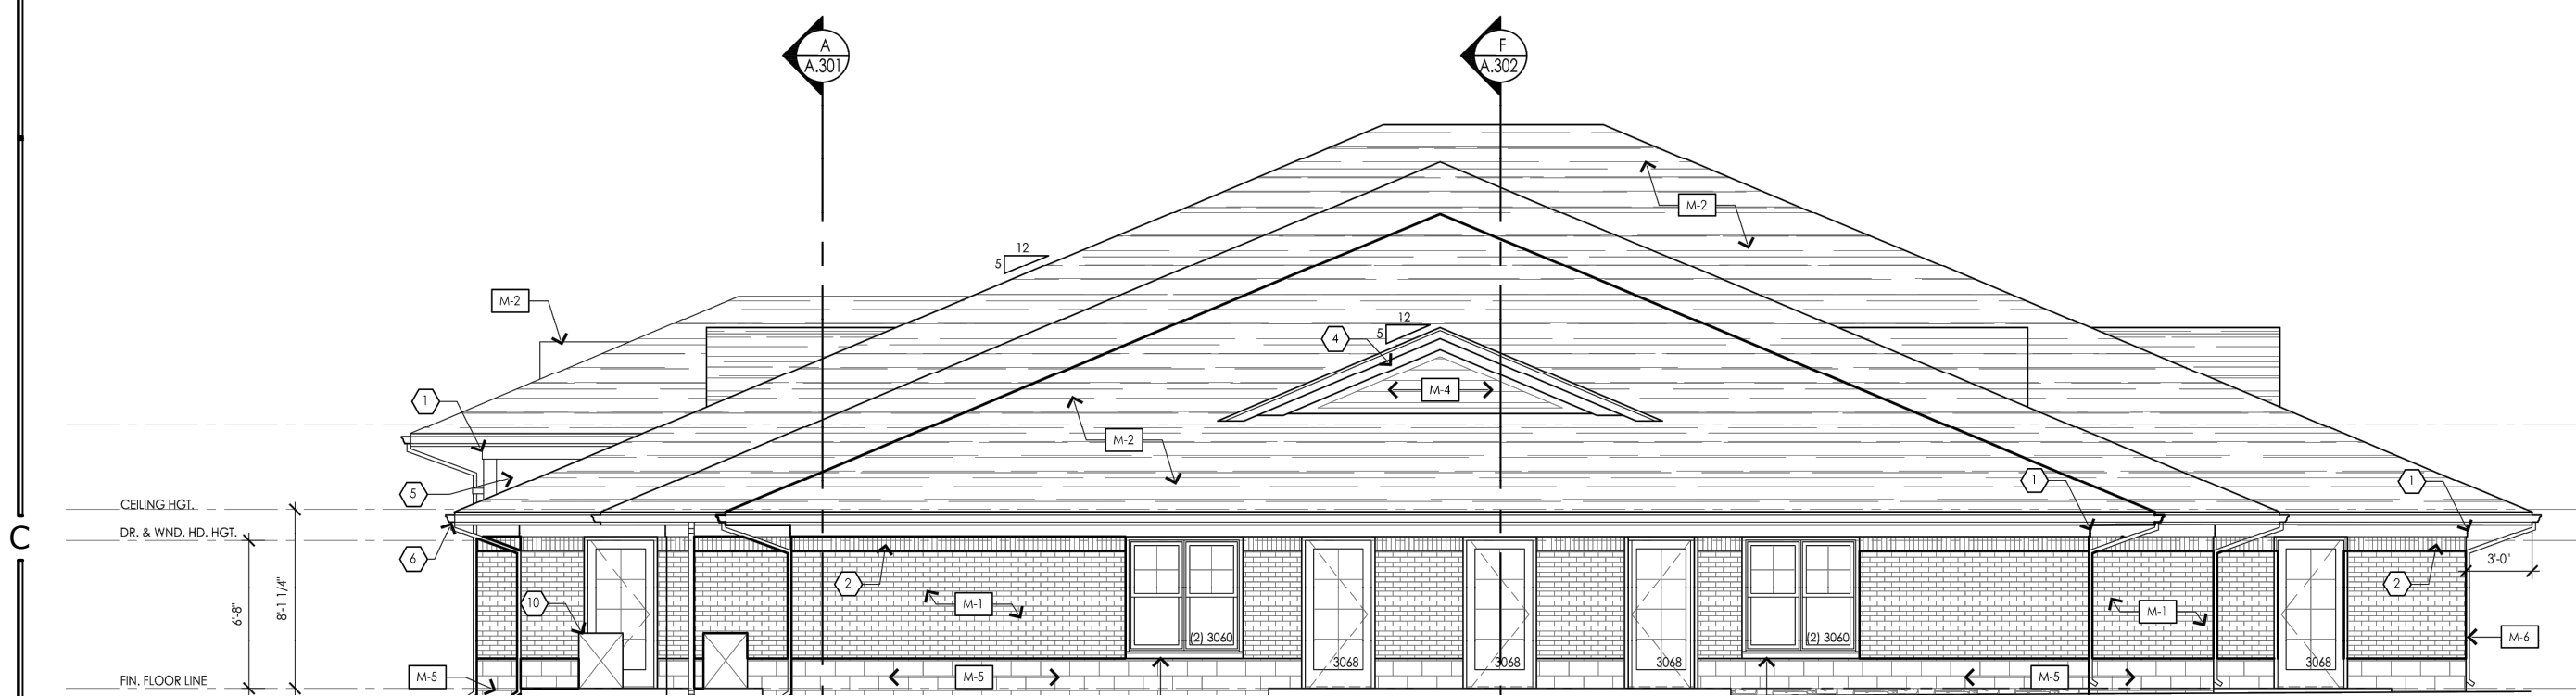 A
A.301
F
A.302
M-2
12
5
M-2
12
5
4
M-4
1
M-2
5
1
1
CEILING HGT.
C
DR. & WND. HD. HGT.
6
2
3'-0"
2
10
M-1
M-1
6'-8"
8'-1 1/4"
(2) 3060
(2) 3060
M-6
3068
3068
3068
3068
FIN. FLOOR LINE
M-5
M-5
M-5